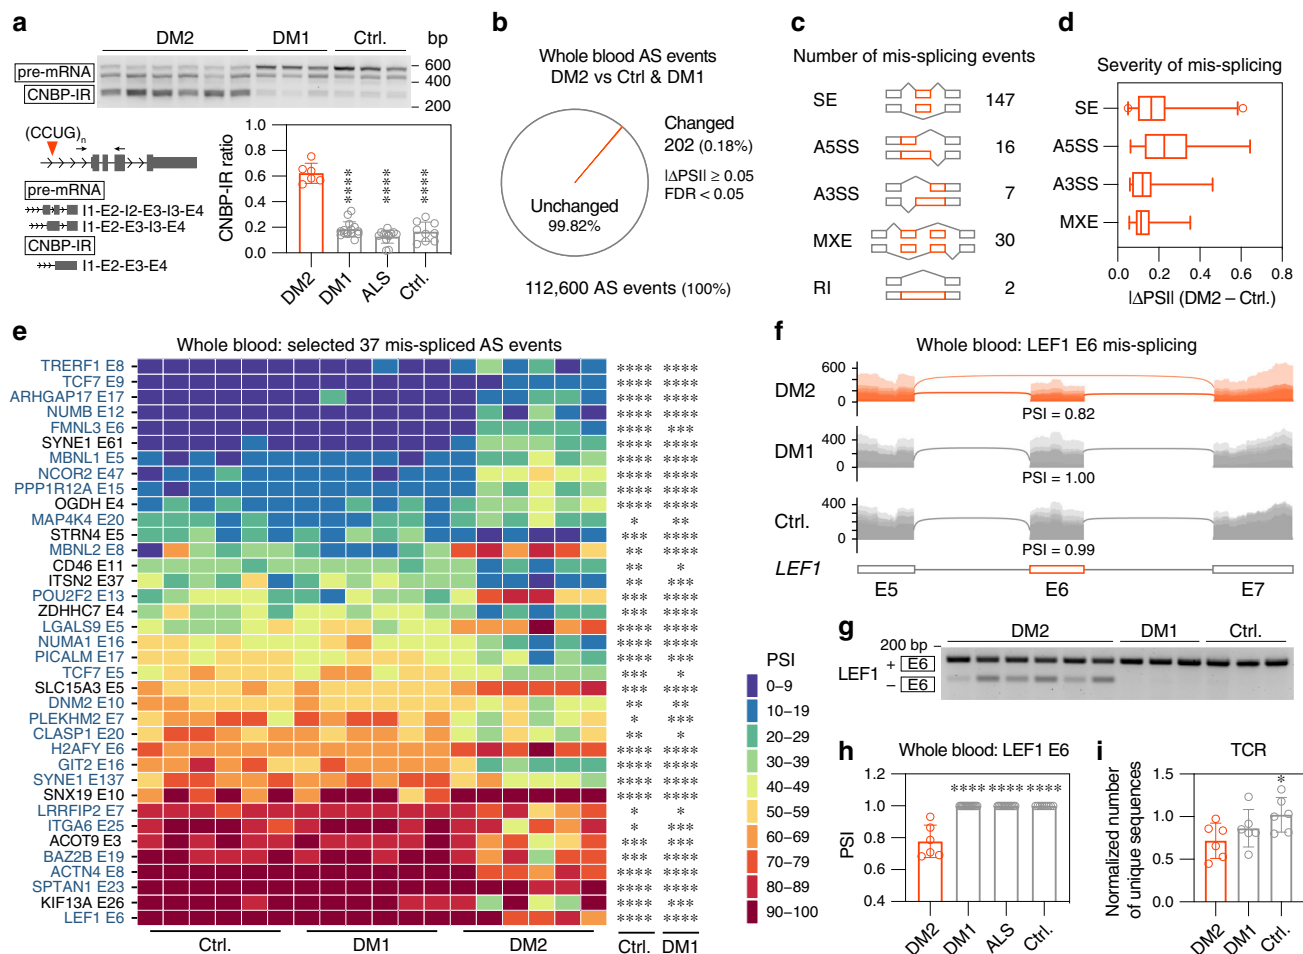 a
DM2 DM1 Ctrl. bp
pre-mRNA
CNBP-IR
600
400
200
(CCUG)n
pre-mRNA
I1-E2-I2-E3-I3-E4
I1-E2-E3-I3-E4
CNBP-IR
I1-E2-E3-E4
CNBP-IR ratio
1.0
0.8
0.6
0.4
0.2
0.0
**** **** ****
DM2 DM1 ALS Ctrl.
b
Whole blood AS events
DM2 vs Ctrl & DM1
Changed
202 (0.18%)
|ΔPSI| ≥ 0.05
FDR < 0.05
Unchanged
99.82%
112,600 AS events (100%)
c
Number of mis-splicing events
SE 147
A5SS 16
A3SS 7
MXE 30
RI 2
d
Severity of mis-splicing
SE
A5SS
A3SS
MXE
0.0 0.2 0.4 0.6 0.8
|ΔPSI| (DM2 – Ctrl.)
e
Whole blood: selected 37 mis-spliced AS events
TRERF1 E8 **** ****
TCF7 E9 **** ****
ARHGAP17 E17 **** ****
NUMB E12 **** ****
FMNL3 E6 **** ***
SYNE1 E61 **** ****
MBNL1 E5 **** ****
NCOR2 E47 **** ****
PPP1R12A E15 **** ****
OGDH E4 **** ****
MAP4K4 E20 * **
STRN4 E5 *** ****
MBNL2 E8 ** ****
CD46 E11 ** *
ITSN2 E37 ** ***
POU2F2 E13 *** ****
ZDHHC7 E4 *** ****
LGALS9 E5 **** ****
NUMA1 E16 **** ****
PICALM E17 **** ***
TCF7 E5 *** *
SLC15A3 E5 *** ****
DNM2 E10 ** **
PLEKHM2 E7 * ***
CLASP1 E20 ** *
H2AFY E6 **** ****
GIT2 E16 **** ****
SYNE1 E137 **** ****
SNX19 E10 **** ****
LRRFIP2 E7 * *
ITGA6 E25 * ***
ACOT9 E3 *** ***
BAZ2B E19 *** ****
ACTN4 E8 **** ****
SPTAN1 E23 **** ****
KIF13A E26 **** ***
LEF1 E6 **** ****
Ctrl. DM1 DM2 Ctrl. DM1
PSI
0–9
10–19
20–29
30–39
40–49
50–59
60–69
70–79
80–89
90-100
f
Whole blood: LEF1 E6 mis-splicing
DM2
600
0
PSI = 0.82
DM1
400
0
PSI = 1.00
Ctrl.
400
0
PSI = 0.99
LEF1
E5 E6 E7
g
DM2 DM1 Ctrl.
200 bp
LEF1
+ E6
– E6
h
Whole blood: LEF1 E6
PSI
1.2
1.0
0.8
0.6
0.4
**** **** ****
DM2 DM1 ALS Ctrl.
i
TCR
Normalized number
of unique sequences
1.5
1.0
0.5
0.0
*
DM2 DM1 Ctrl.